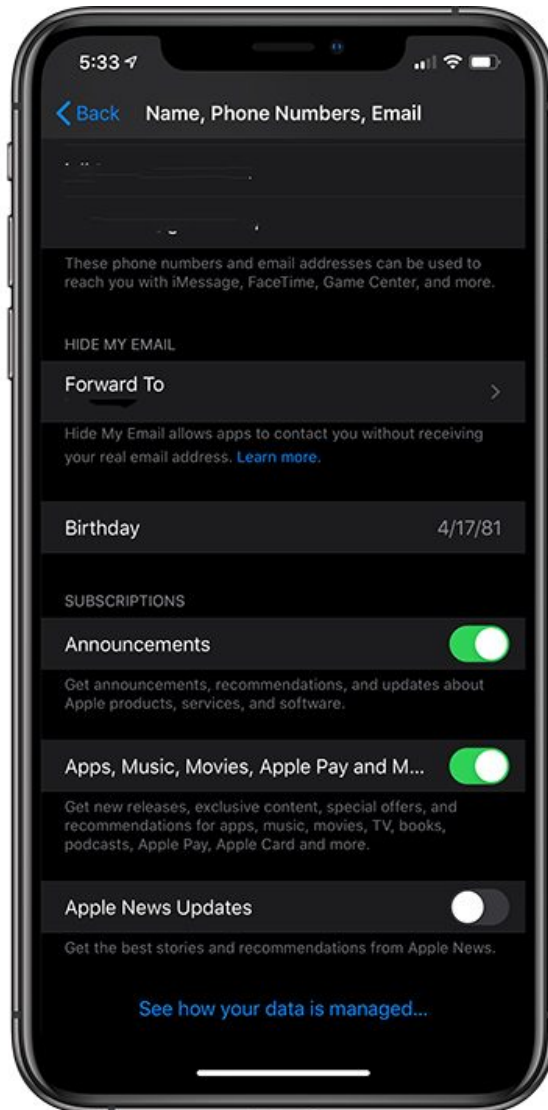 5:33
Back Name, Phone Numbers, Email
These phone numbers and email addresses can be used to
reach you with iMessage, FaceTime, Game Center, and more.
HIDE MY EMAIL
Forward To
Hide My Email allows apps to contact you without receiving
your real email address. Learn more.
Birthday 4/17/81
SUBSCRIPTIONS
Announcements
Get announcements, recommendations, and updates about
Apple products, services, and software.
Apps, Music, Movies, Apple Pay and M...
Get new releases, exclusive content, special offers, and
recommendations for apps, music, movies, TV, books,
podcasts, Apple Pay, Apple Card and more.
Apple News Updates
Get the best stories and recommendations from Apple News.
See how your data is managed...